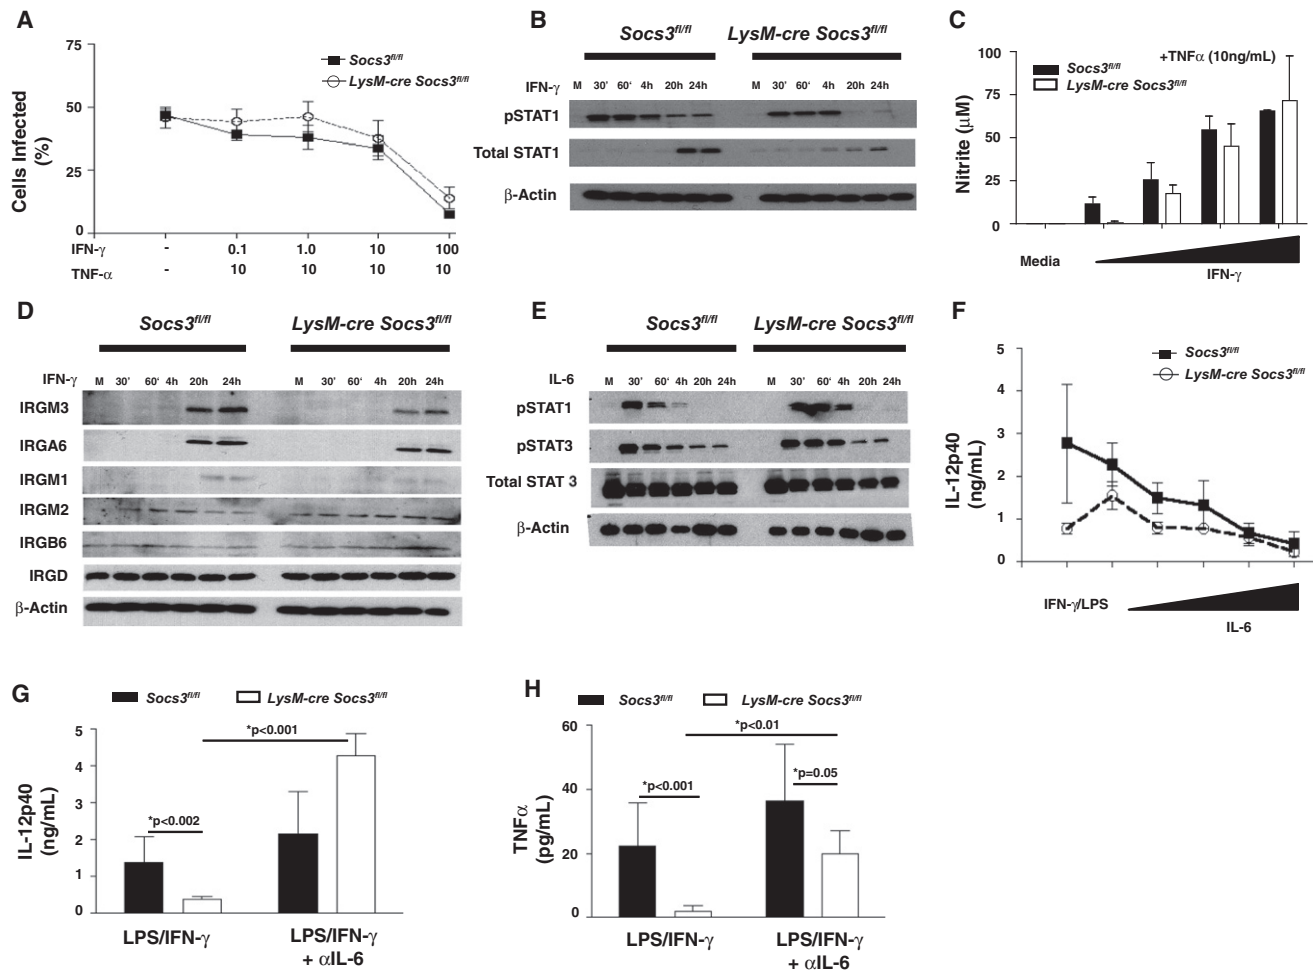 A
Socs3fl/fl
LysM-cre Socs3fl/fl
75
50
25
0
Cells Infected
(%)
IFN-γ - 0.1 1.0 10 100
TNF-α - 10 10 10 10
B
Socs3fl/fl LysM-cre Socs3fl/fl
IFN-γ M 30' 60' 4h 20h 24h M 30' 60' 4h 20h 24h
pSTAT1
Total STAT1
β-Actin
C
+TNFα (10ng/mL)
Socs3fl/fl
LysM-cre Socs3fl/fl
100
75
50
25
0
Nitrite (μM)
Media
IFN-γ
D
Socs3fl/fl LysM-cre Socs3fl/fl
IFN-γ M 30' 60' 4h 20h 24h M 30' 60' 4h 20h 24h
IRGM3
IRGA6
IRGM1
IRGM2
IRGB6
IRGD
β-Actin
E
Socs3fl/fl LysM-cre Socs3fl/fl
IL-6 M 30' 60' 4h 20h 24h M 30' 60' 4h 20h 24h
pSTAT1
pSTAT3
Total STAT 3
β-Actin
F
Socs3fl/fl
LysM-cre Socs3fl/fl
5
4
3
2
1
0
IL-12p40
(ng/mL)
IFN-γ/LPS
IL-6
G
Socs3fl/fl LysM-cre Socs3fl/fl
5
4
3
2
1
0
IL-12p40
(ng/mL)
*p<0.001
*p<0.002
LPS/IFN-γ LPS/IFN-γ
+ αIL-6
H
Socs3fl/fl LysM-cre Socs3fl/fl
60
40
20
0
TNFα
(pg/mL)
*p<0.01
*p=0.05
*p<0.001
LPS/IFN-γ LPS/IFN-γ
+ αIL-6